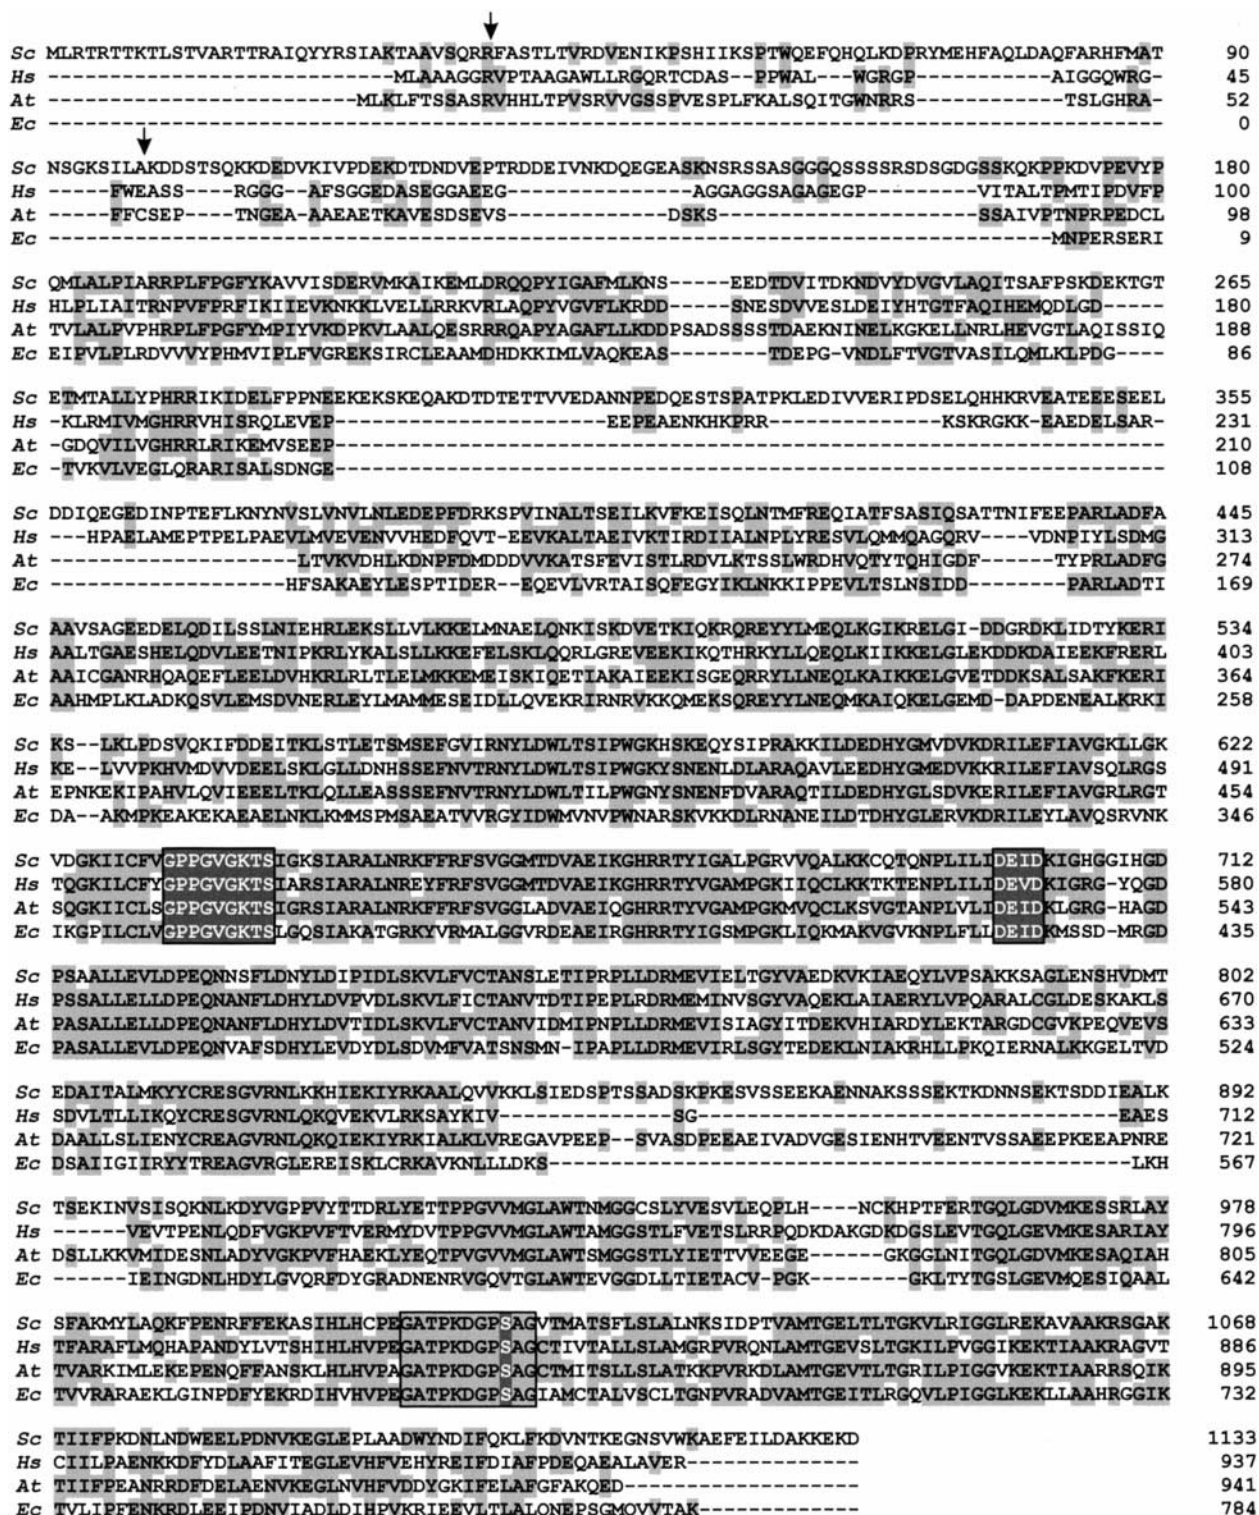 Sc MLRTRTTKTLSTVARTTRAIQYYRSIAKTAAVSQRRFASTLTVRDVENIKPSHIIKSPTWQEFQHQLKDPRYMEHFAQLDAQFARHFMAT 90
Hs ----------------------------MLAAAGGRVPTAAGAWLLRGQRTCDAS--PPWAL---WGRGP-----------AIGGQWRG- 45
At -------------------------MLKLFTSSASRVHHLTPVSRVVGSSPVESPLFKALSQITGWNRRS-----------TSLGHRA- 52
Ec ------------------------------------------------------------------------------------------ 0
Sc NSGKSILAKDDSTSQKKDEDVKIVPDEKDTDNDVEPTRDDEIVNKDQEGEASKNSRSSASGGGQSSSSSRSDSGDGSSKQKPPKDVPEVYP 180
Hs -----FWEASS----RGGG--AFSGGEDASEGGAEEG---------------AGGAGGSAGAGEGP---------VITALTPMTIPDVFP 100
At -----FFCSEP----TNGEA-AAEAETKAVESDSEVS-------------DSKS---------------------SSAIVPTNPRPEDCL 98
Ec ---------------------------------------------------------------------------------MNPERSERI 9
Sc QMLALPIARRPLFPGFYKAVVISDERVMKAIKEMLDRQQPYIGAFMLKNS-----EEDTDVITDKNDVYDVGVLAQITSAFPSKDEKTGT 265
Hs HLPLIAITRNPVFPRFIKIIEVKNKKLVELLRRKVRLAQPYVGVFLKRDD-----SNESDVVESLDEIYHTGTFAQIHEMQDLGD----- 180
At TVLALPVPHRPLFPGFYMPIYVKDPKVLAALQESRRRQAPYAGAFLLKDDPSADSSSSTDAEKNINELKGKELLNRLHEVGTLAQISSIQ 188
Ec EIPVLPLRDVVVYPHMVIPLFVGREKSIRCLEAAMDHDKKIMLVAQKEAS--------TDEPG-VNDLFTVGTVASILQMLKLPDG---- 86
Sc ETMTALLYPHRRIKIDELFPPNEEKEKSKEQAKDTDTETTVVEDANNPEDQESTSPATPKLEDIVVERIPDSELQHHKRVEATEEESEEL 355
Hs -KLRMIVMGHRRVHISRQLEVEP----------------------EEPEAENKHKPRR------------KSKRGKK-EAEDELSAR- 231
At -GDQVILVGHRRLRIKEMVSEEP------------------------------------------------------------------- 210
Ec -TVKVLVEGLQRARISALSDNGE------------------------------------------------------------------- 108
Sc DDIQEGEDINPTEFLKNYNVSLVNVLNLEDEPFDRKSPVINALTSEILKVFKEISQLNTMFREQIATFSASIQSATTNIFEEPARLADFA 445
Hs ---HPAELAMEPTPELPAEVLMVEVENVVHEDFQVT-EEVKALTAEIVKTIRDIIALNPLYRESVLQMMQAGQRV----VDNPIYLSDMG 313
At --------------------LTVKVDHLKDNPFDMDDDVVKATSFEVISTLRDVLKTSSLWRDHVQTYTQHIGDF-----TYPRLADFG 274
Ec -------------------HFSAKAEYLESPTIDER--EQEVLVRTAISQFEGYIKLNKKIPPEVLTSLNSIDD-------PARLADTI 169
Sc AAVSAGEEDELQDILSSLNIEHRLEKSLLVLKKELMNAELQNKISKDVETKIQKRQREYYLMEQLKGIKRELGI-DDGRDKLIDTYKERI 534
Hs AALTGAESHELQDVLEETNIPKRLYKALSLLKKEFELSKLQQRLGREVEEKIKQTHRKYLLQEQLKIIKKELGLEKDDKDAIEEKFRERL 403
At AAICGANRHQAQEFLEELDVHKRLRLTLELMKKEMEISKIQETIAKAIEEKISGEQRRYLLNEQLKAIKKELGVETDDKSALSAKFKERI 364
Ec AAHMPLKLADKQSVLEMSDVNERLEYLMAMMESEIDLLQVEKRIRNRVKKQMEKSQREYYLNEQMKAIQKELGEMD-DAPDENEALKRKI 258
Sc KS--LKLPDSVQKIFDDEITKLSTLETSMSEFGVIRNYLDWLTSIPWGKHSKEQYSIPRAKKILDEDHYGMVDVKDRILEFIAVGKLLGK 622
Hs KE--LVVPKHVMDVVDEELSKLGLLDNHSSEFNVTRNYLDWLTSIPWGKYSNENLDLARAQAVLEEDHYGMEDVKKRILEFIAVSQLRGS 491
At EPNKEKIPAHVLQVIEEELTKLQLLEASSSEFNVTRNYLDWLTILPWGNYSNENFDVARAQTILDEDHYGLSDVKERILEFIAVGRLRGT 454
Ec DA--AKMPKEAKEKAEAELNKLKMMSPMSAEATVVRGYIDWMVNVPWNARSKVKKDLRNANEILDTDHYGLERVKDRILEYLAVQSRVNK 346
Sc VDGKIICFVGPPGVGKTSIGKSIARALNRKFFRFSVGGMTDVAEIKGHRRTYIGALPGRVVQALKKCQTQNPLILIDEIDKIGHGGIHGD 712
Hs TQGKILCFYGPPGVGKTSIARSIARALNREYFRFSVGGMTDVAEIKGHRRTYVGAMPGKIIQCLKKTKTENPLILIDEVDKIGRG-YQGD 580
At SQGKIICLSGPPGVGKTSIGRSIARALNRKFFRFSVGGLADVAEIQGHRRTYVGAMPGKMVQCLKSVGTANPLVLIDEIDKLGRG-HAGD 543
Ec IKGPILCLVGPPGVGKTSLGQSIAKATGRKYVRMALGGVRDEAEIRGHRRTYIGSMPGKLIQKMAKVGVKNPLFLLDEIDKMSSD-MRGD 435
Sc PSAALLEVLDPEQNNSFLDNYLDIPIDLSKVLFVCTANSLETIPRPLLDRMEVIELTGYVAEDKVKIAEQYLVPSAKKSAGLENSHVDMT 802
Hs PSSALLELLDPEQNANFLDHYLDVPVDLSKVLFICTANVTDTIPEPLRDRMEMINVSGYVAQEKLAIAERYLVPQARALCGLDESKAKLS 670
At PASALLELLDPEQNANFLDHYLDVTIDLSKVLFVCTANVIDMIPNPLLDRMEVISIAGYITDEKVHIARDYLEKTARGDCGVKPEQVEVS 633
Ec PASALLEVLDPEQNVAFSDHYLEVDYDLSDVMFVATSNSMN-IPAPLLDRMEVIRLSGYTEDEKLNIAKRHLLPKQIERNALKKGELTVD 524
Sc EDAITALMKYYCRESGVRNLKKHIEKIYRKAALQVVKKLSIEDSPTSSADSKPKESVSSEEKAENNAKSSSEKTKDNNSEKTSDDIEALK 892
Hs SDVLTLLIKQYCRESGVRNLQKQVEKVLRKSAYKIV--------------SG----------------------------------EAES 712
At DAALLSLIENYCREAGVRNLQKQIEKIYRKIALKLVREGAVPEEP--SVASDPEEAEIVADVGESIENHTVEENTVSSAEEPKEEAPNRE 721
Ec DSAIIGIIRYYTREAGVRGLEREISKLCRKAVKNLLLDKS-----------------------------------------------LKH 567
Sc TSEKINVSISQKNLKDYVGPPVYTTDRLYETTPPGVVMGLAWTNMGGCSLYVESVLEQPLH----NCKHPTFERTGQLGDVMKESSRLAY 978
Hs ------VEVTPENLQDFVGKPVFTVERMYDVTPPGVVMGLAWTAMGGSTLFVETSLRRPQDKDAKGDKDGSLEVTGQLGEVMKESARIAY 796
At DSLLKKVMIDESNLADYVGKPVFHAEKLYEQTPVGVVMGLAWTSMGGSTLYIETTVVEEGE------GKGGLNITGQLGDVMKESAQIAH 805
Ec ------IEINGDNLHDYLGVQRFDYGRADNENRVGQVTGLAWTEVGGDLLTIETACV-PGK--------GKLTYTGSLGEVMQESIQAAL 642
Sc SFAKMYLAQKFPENRFFEKASIHLHCPEGATPKDGPSAGVTMATSFLSLALNKSIDPTVAMTGELTLTGKVLRIGGLREKAVAAKRSGAK 1068
Hs TFARAFLMQHAPANDYLVTSHIHLHVPEGATPKDGPSAGCTIVTALLSLAMGRPVRQNLAMTGEVSLTGKILPVGGIKEKTIAAKRAGVT 886
At TVARKIMLEKEPENQFFANSKLHLHVPAGATPKDGPSAGCTMITSLLSLATKKPVRKDLAMTGEVTLTGRILPVGGVKEKTIAARRSQIK 895
Ec TVVRARAEKLGINPDFYEKRDIHVHVPEGATPKDGPSAGIAMCTALVSCLTGNPVRADVAMTGEITLRGQVLPIGGLKEKLLAAHRGGIK 732
Sc TIIFPKDNLNDWEELPDNVKEGLEPLAADWYNDIFQKLFKDVNTKEGNSVWKAEFEILDAKKEKD 1133
Hs CIILPAENKKDFYDLAAFITEGLEVHFVEHYREIFDIAFPDEQAEALAVER-------------- 937
At TIIFPEANRRDFDELAENVKEGLNVHFVDDYGKIFELAFGFAKQED------------------- 941
Ec TVLIPFENKRDLEEIPDNVIADLDIHPVKRIEEVLTLALQNEPSGMQVVTAK------------- 784